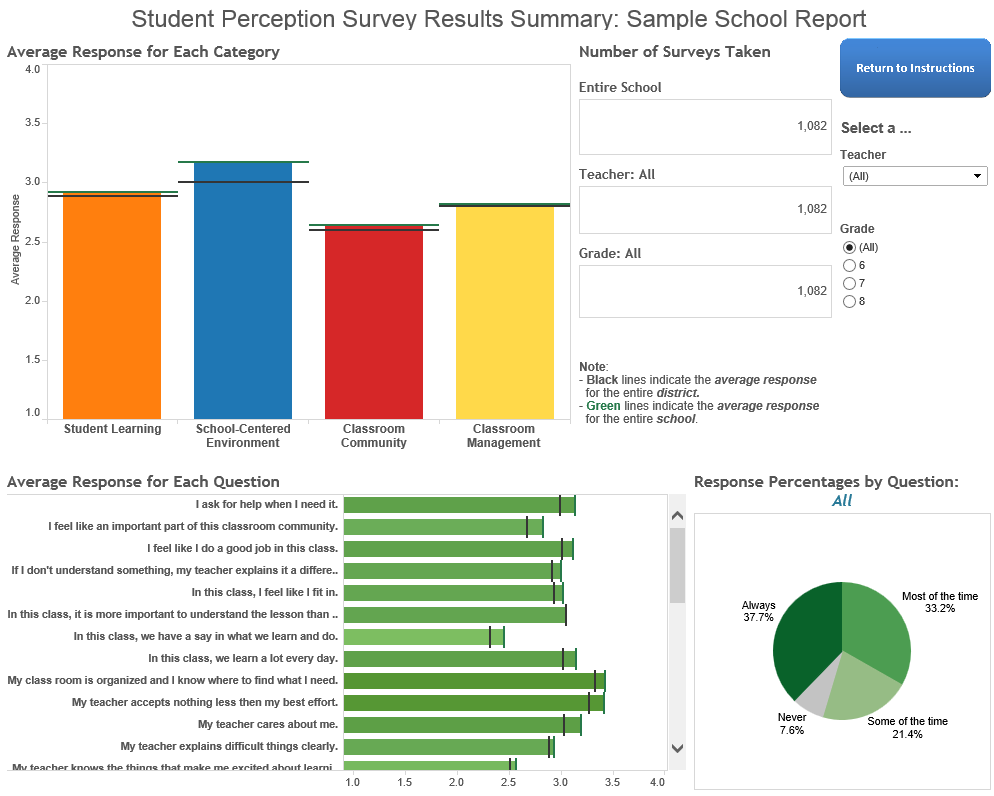 Student Perception Survey Results Summary: Sample School Report
Average Response for Each Category
4.0
3.5
3.0
2.5
2.0
1.5
1.0
Average Response
Student Learning
School-Centered
Environment
Classroom
Community
Classroom
Management
Number of Surveys Taken
Entire School
1,082
Teacher: All
1,082
Grade: All
1,082
Return to Instructions
Select a ...
Teacher
(All)
Grade
(All)
6
7
8
Note:
- Black lines indicate the average response
for the entire district.
- Green lines indicate the average response
for the entire school.
Average Response for Each Question
I ask for help when I need it.
I feel like an important part of this classroom community.
I feel like I do a good job in this class.
If I don't understand something, my teacher explains it a differe..
In this class, I feel like I fit in.
In this class, it is more important to understand the lesson than ..
In this class, we have a say in what we learn and do.
In this class, we learn a lot every day.
My class room is organized and I know where to find what I need.
My teacher accepts nothing less then my best effort.
My teacher cares about me.
My teacher explains difficult things clearly.
My teacher knows the things that make me excited about learni..
1.0
2.0
2.5
3.0
3.5
4.0
Response Percentages by Question:
All
Always
37.7%
Most of the time
33.2%
Never
7.6%
Some of the time
21.4%